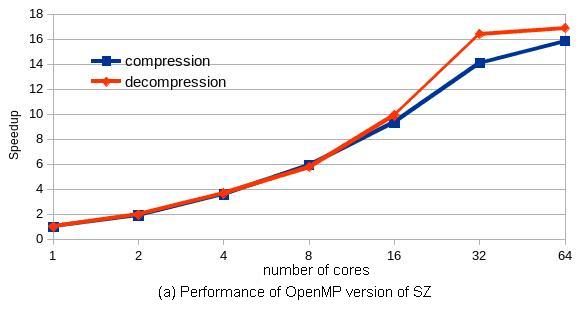 18
16
14
12
10
8
6
4
2
0
Speedup
compression
decompression
1 2 4 8 16 32 64
number of cores
(a) Performance of OpenMP version of SZ